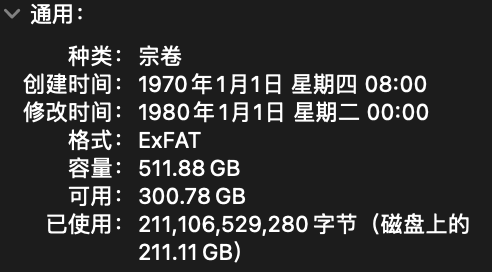 通用：
种类：宗卷
创建时间：1970年1月1日 星期四 08:00
修改时间：1980年1月1日 星期二 00:00
格式：ExFAT
容量：511.88 GB
可用：300.78 GB
已使用：211,106,529,280 字节（磁盘上的
211.11 GB）